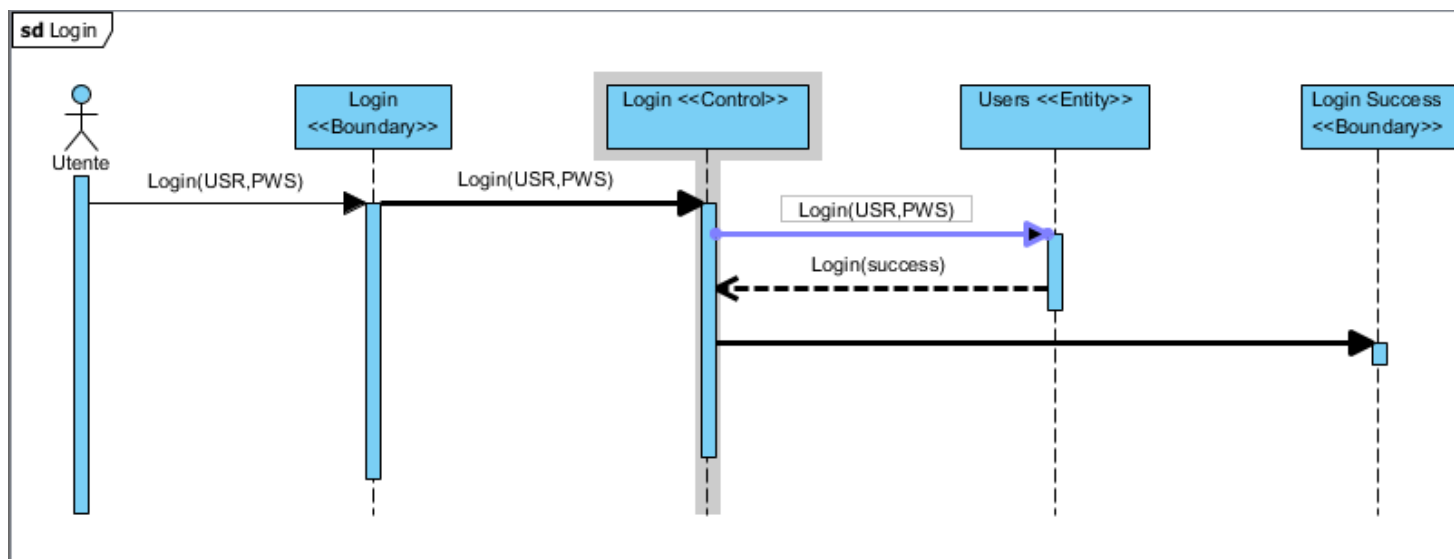 sd Login
Login
<<Boundary>>
Login <<Control>>
Users <<Entity>>
Login Success
<<Boundary>>
Utente
Login(USR,PWS)
Login(USR,PWS)
Login(USR,PWS)
Login(success)